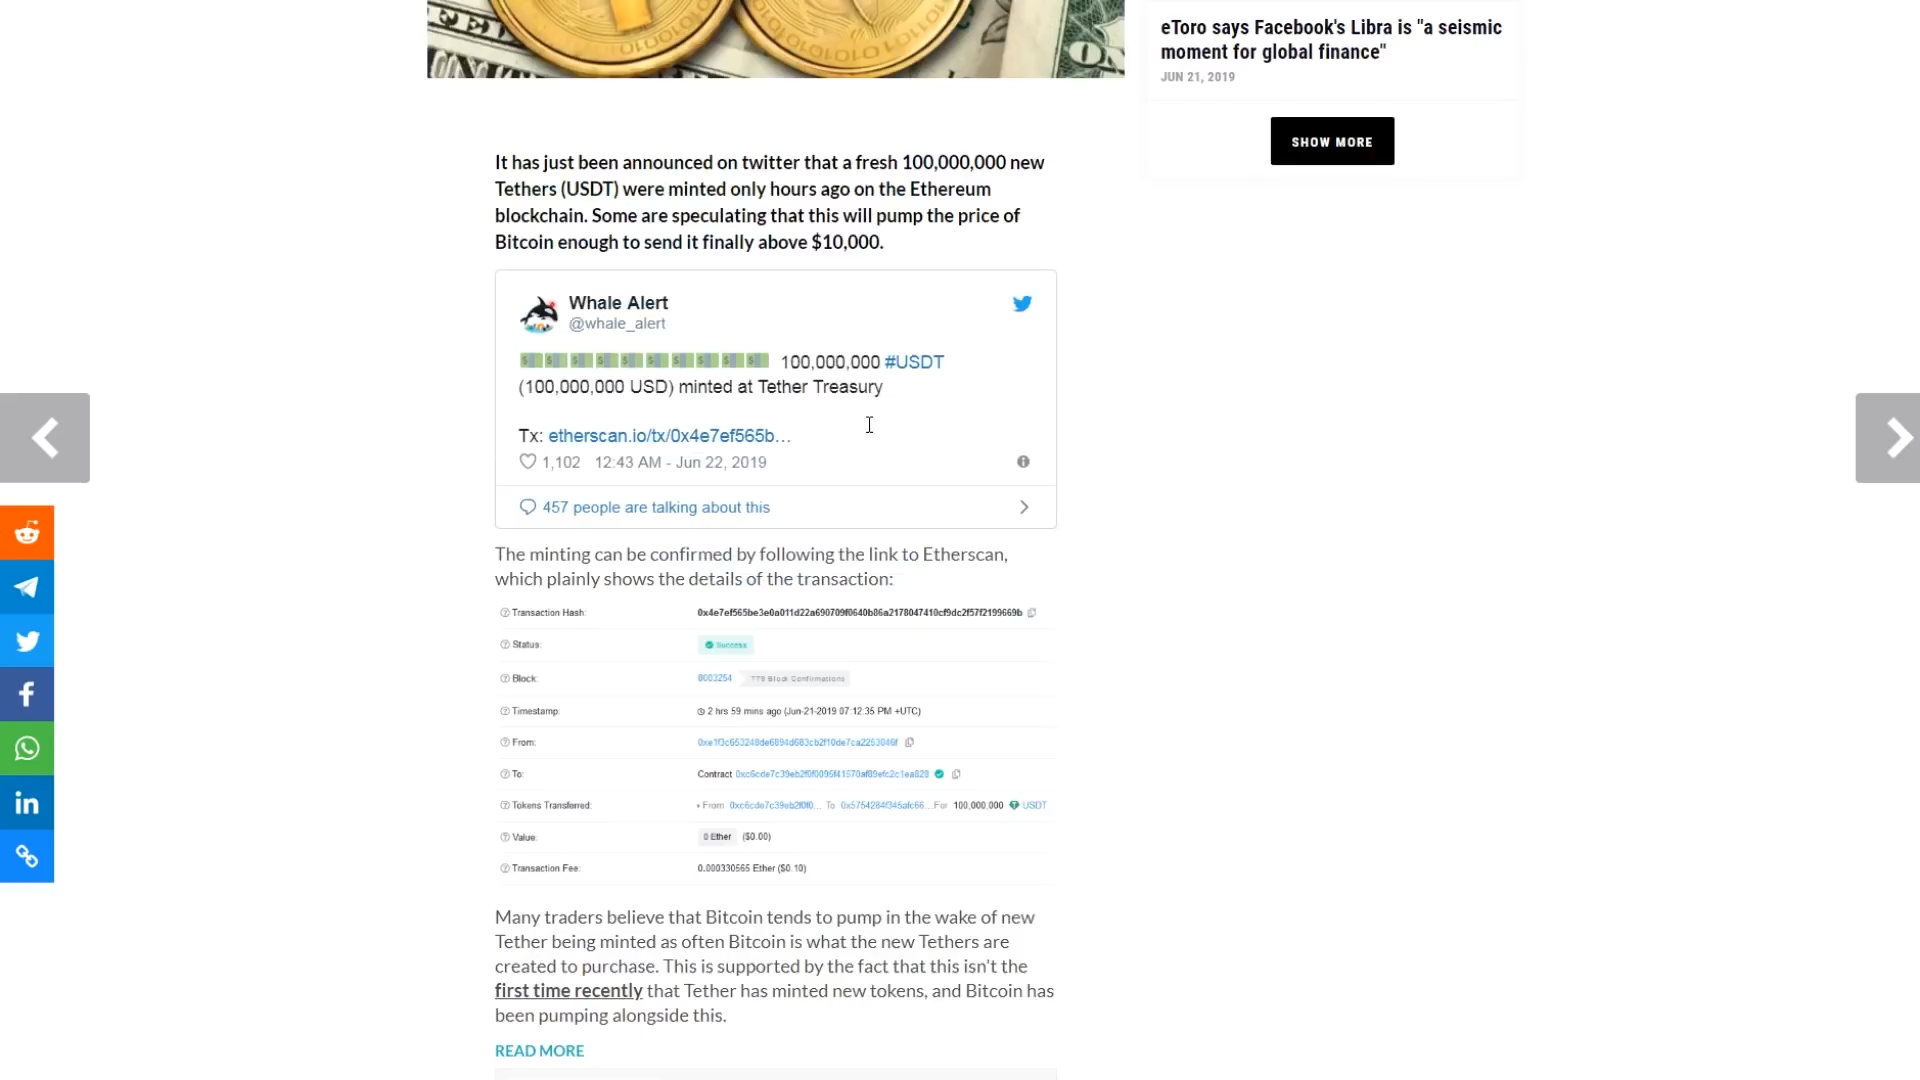 eToro says Facebook's Libra is "a seismic
moment for global finance"
JUN 21, 2019
SHOW MORE
It has just been announced on twitter that a fresh 100,000,000 new
Tethers (USDT) were minted only hours ago on the Ethereum
blockchain. Some are speculating that this will pump the price of
Bitcoin enough to send it finally above $10,000.
Whale Alert
@whale_alert
100,000,000 #USDT
(100,000,000 USD) minted at Tether Treasury
Tx: etherscan.io/tx/0x4e7ef565b...
1,102 12:43 AM - Jun 22, 2019
457 people are talking about this
The minting can be confirmed by following the link to Etherscan,
which plainly shows the details of the transaction:
Transaction Hash:
Status: Success
Block: 8003254 779 Block Confirmations
Timestamp: 2 hrs 59 mins ago (Jun-21-2019 07:12:35 PM +UTC)
From:
To: Contract
Tokens Transferred: From To For 100,000,000 USDT
Value: 0 Ether ($0.00)
Transaction Fee: 0.000330565 Ether ($0.10)
Many traders believe that Bitcoin tends to pump in the wake of new
Tether being minted as often Bitcoin is what the new Tethers are
created to purchase. This is supported by the fact that this isn't the
first time recently that Tether has minted new tokens, and Bitcoin has
been pumping alongside this.
READ MORE